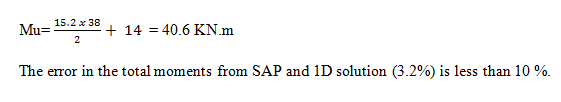 Mu= 15.2 x 38 / 2 + 14 = 40.6 KN.m
The error in the total moments from SAP and 1D solution (3.2%) is less than 10 %.